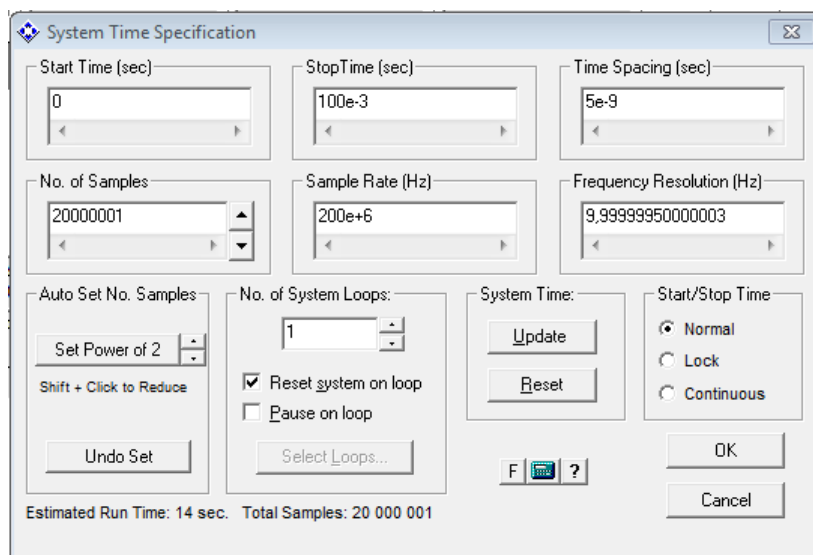 System Time Specification
Start Time (sec)
StopTime (sec)
Time Spacing (sec)
0
100e-3
5e-9
No. of Samples
Sample Rate (Hz)
Frequency Resolution (Hz)
20000001
200e+6
9,99999950000003
Auto Set No. Samples
No. of System Loops:
System Time:
Start/Stop Time
1
Set Power of 2
Update
Normal
Shift + Click to Reduce
Reset system on loop
Reset
Lock
Pause on loop
Continuous
Undo Set
Select Loops...
F
?
OK
Cancel
Estimated Run Time: 14 sec. Total Samples: 20 000 001